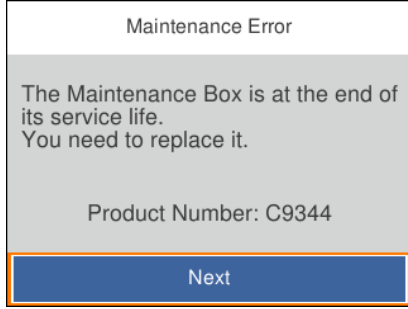 Maintenance Error
The Maintenance Box is at the end of
its service life.
You need to replace it.
Product Number: C9344
Next